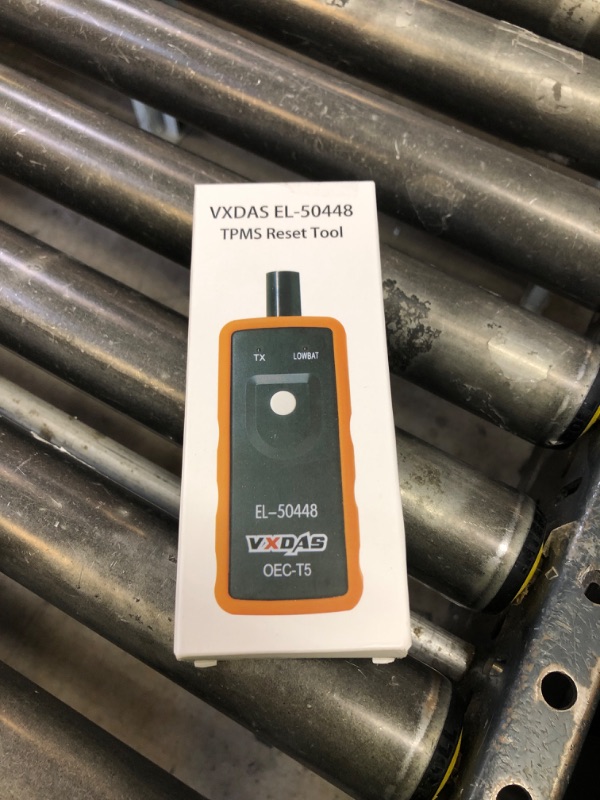 VXDAS EL-50448
TPMS Reset Tool
TX LOWBAT
EL-50448
VXDAS
OEC-T5